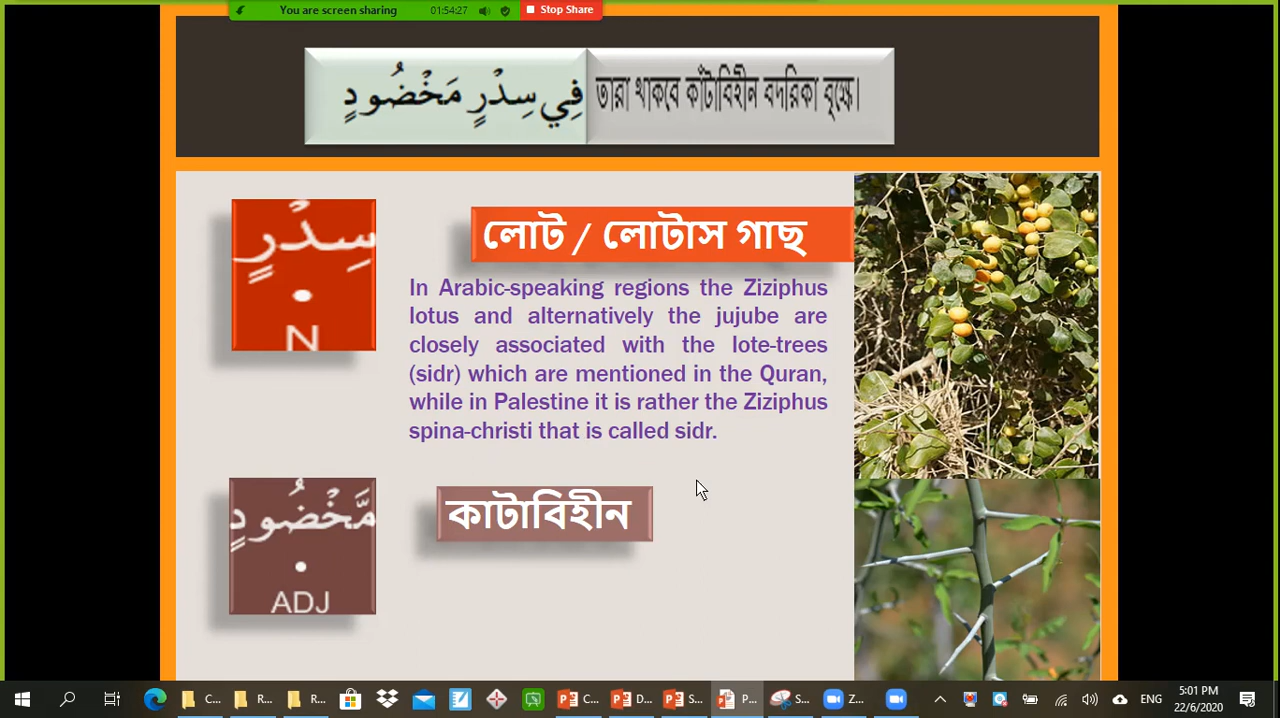 You are screen sharing 01:54:27 Stop Share
فِي سِدْرٍ مَخْضُودٍ তারা থাকবে কাঁটাবিহীন বদরিকা বৃক্ষে।
سِدْرٍ
N
লোট / লোটাস গাছ
In Arabic-speaking regions the Ziziphus
lotus and alternatively the jujube are
closely associated with the lote-trees
(sidr) which are mentioned in the Quran,
while in Palestine it is rather the Ziziphus
spina-christi that is called sidr.
مَّخْضُودٍ
ADJ
কাটাবিহীন
C... R... R... C... D... S... P... S... Z... ENG 5:01 PM
22/6/2020